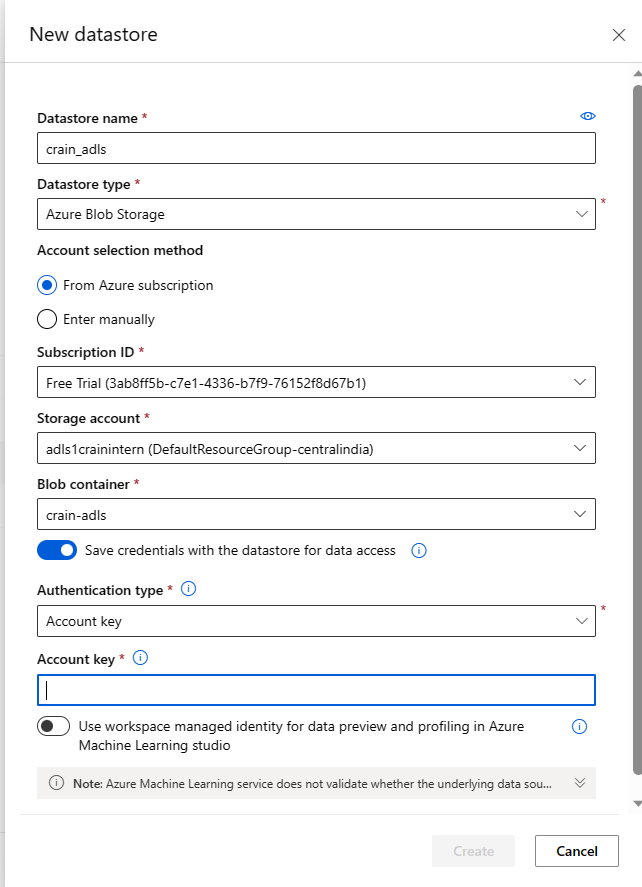 New datastore
Datastore name *
crain_adls
Datastore type *
Azure Blob Storage
*
Account selection method
From Azure subscription
Enter manually
Subscription ID *
Free Trial (3ab8ff5b-c7e1-4336-b7f9-76152f8d67b1)
Storage account *
adls1crainintern (DefaultResourceGroup-centralindia)
Blob container *
crain-adls
Save credentials with the datastore for data access
Authentication type *
Account key
*
Account key *
Use workspace managed identity for data preview and profiling in Azure
Machine Learning studio
Note: Azure Machine Learning service does not validate whether the underlying data sou...
Create
Cancel